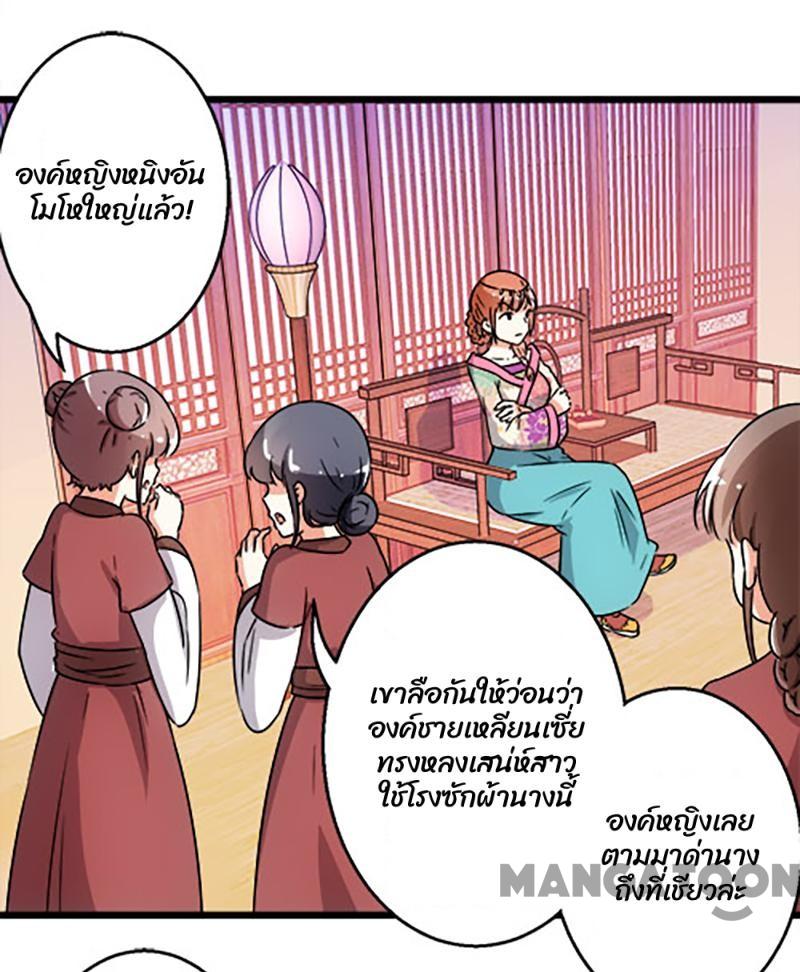 องค์หญิงหนิงอัน
โมโหใหญ่แล้ว!
เขาลือกันให้ว่อนว่า
องค์ชายเหลียนเซี่ย
ทรงหลงเสน่ห์สาว
ใช้โรงซักผ้านางนี้
องค์หญิงเลย
ตามมาด่านาง
ถึงที่เชียวล่ะ
MANGATOON